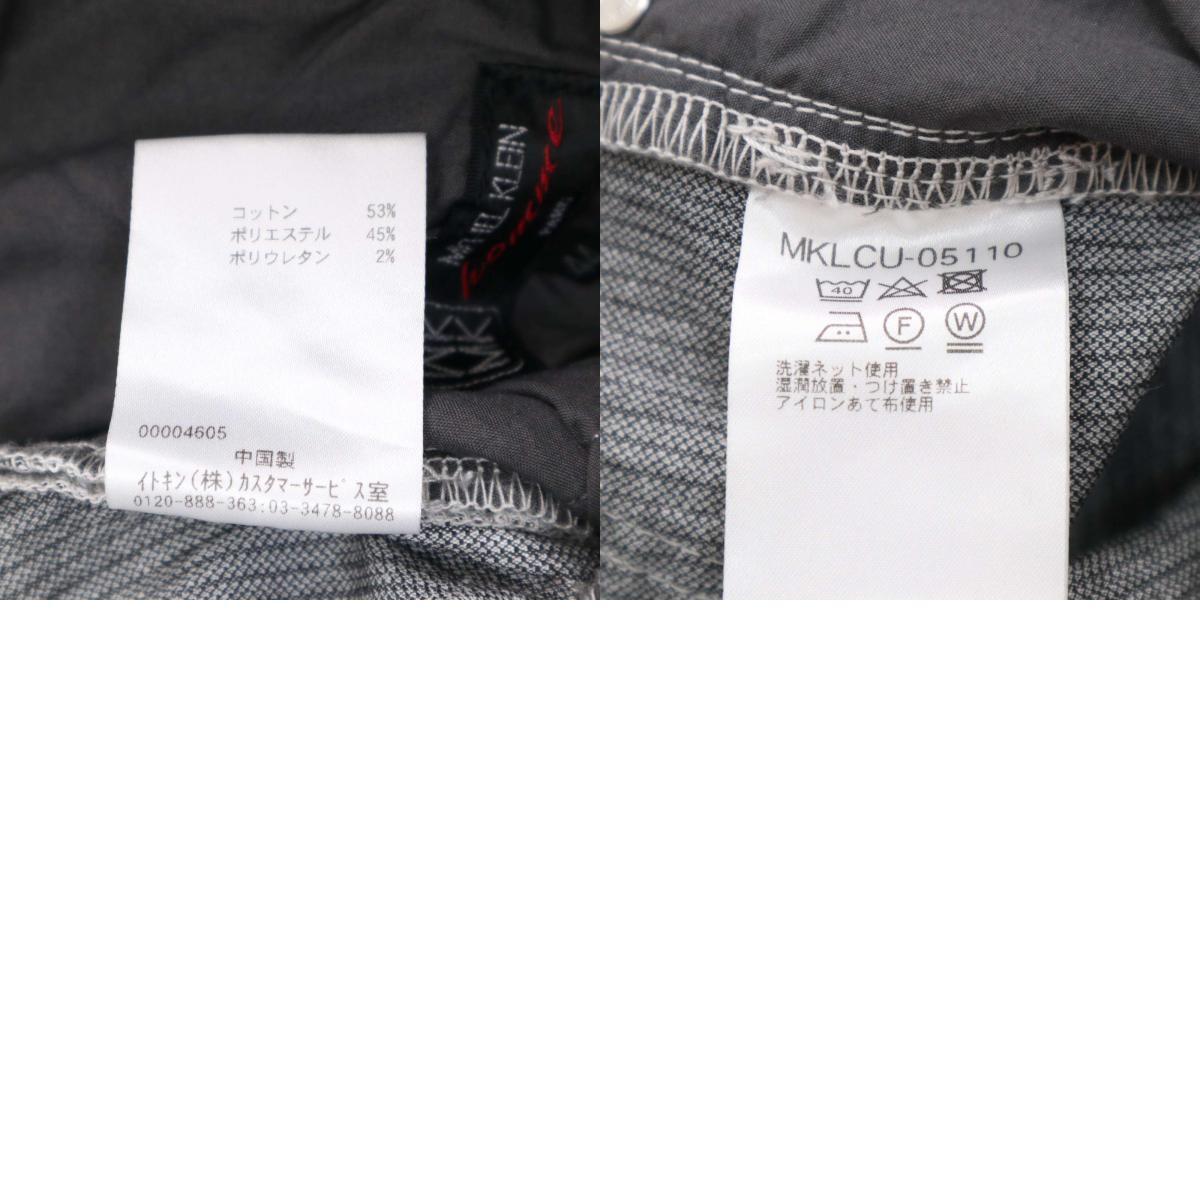 コットン 53%
ポリエステル 45%
ポリウレタン 2%
00004605
中国製
イトキン(株)カスタマーサービス室
0120-888-363:03-3478-8088
KLEIN
homme
PARIS
MKLCU-05110
40
F
W
洗濯ネット使用
湿潤放置・つけ置き禁止
アイロンあて布使用